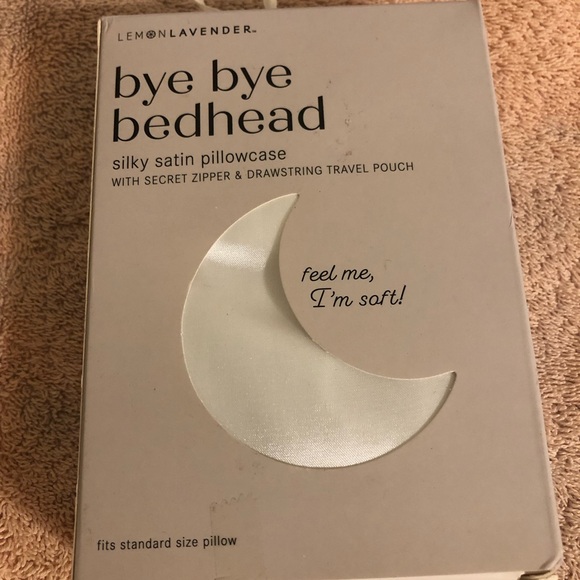 LEMONLAVENDER™
bye bye
bedhead
silky satin pillowcase
WITH SECRET ZIPPER & DRAWSTRING TRAVEL POUCH
feel me,
I'm soft!
fits standard size pillow